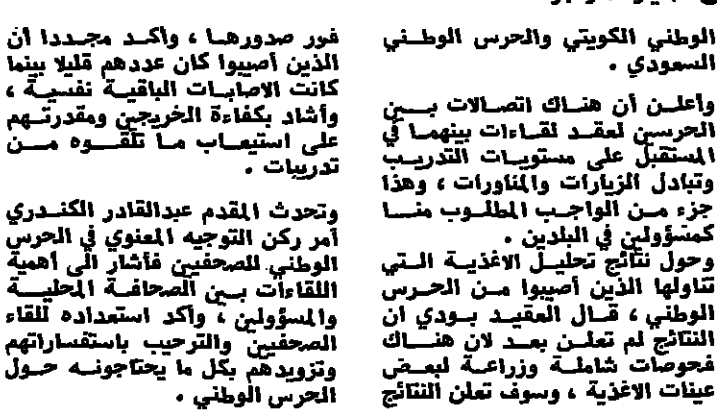 الوطني الكويتي والحرس الوطني
السعودي .
وأعلن أن هناك اتصالات بين
الحرسين لعقد لقاءات بينهما في
المستقبل على مستويات التدريب
وتبادل الزيارات والمناورات ، وهذا
جزء من الواجب المطلوب منا
كمسؤولين في البلدين .
وحول نتائج تحليل الاغذية التي
تناولها الذين أصيبوا من الحرس
الوطني ، قال العقيد بودي ان
النتائج لم تعلن بعد لان هناك
فحوصات شاملة وزراعة لبعض
عينات الاغذية ، وسوف تعلن النتائج
فور صدورها ، وأكد مجددا أن
الذين أصيبوا كان عددهم قليلا بينما
كانت الاصابات الباقية نفسية ،
وأشاد بكفاءة الخريجين ومقدرتهم
على استيعاب ما تلقوه من
تدريبات .
وتحدث المقدم عبدالقادر الكندري
آمر ركن التوجيه المعنوي في الحرس
الوطني للصحفيين فأشار الى أهمية
اللقاءات بين الصحافة المحلية
والمسؤولين ، وأكد استعداده للقاء
الصحفيين والترحيب باستفساراتهم
وتزويدهم بكل ما يحتاجونه حول
الحرس الوطني .